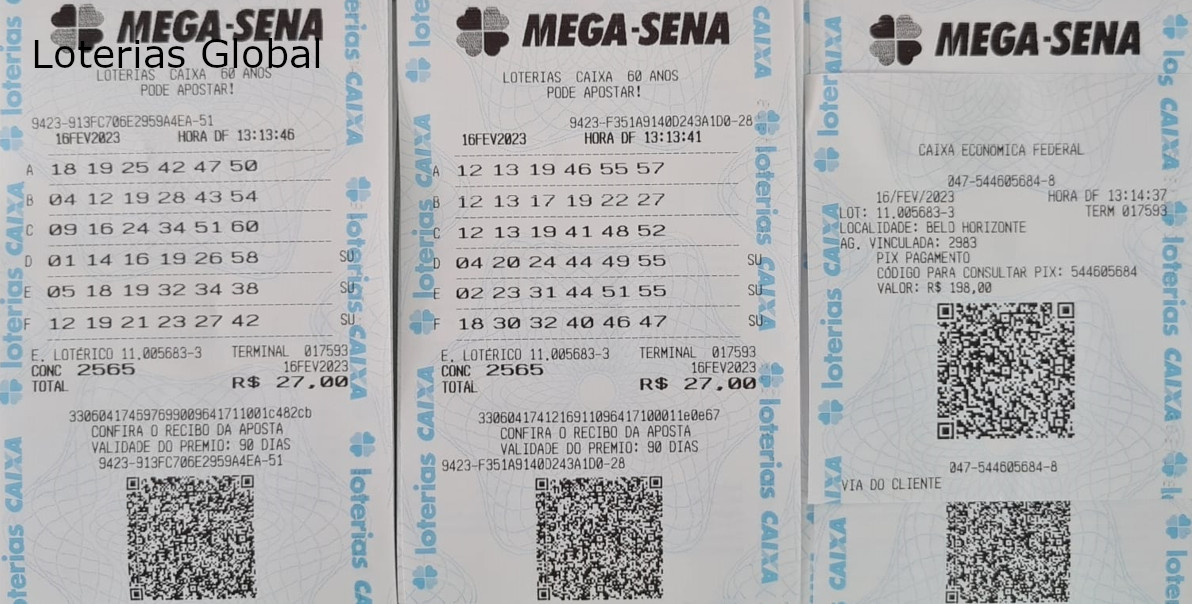 MEGA-SENA
Loterias Global
LOTERIAS CAIXA 60 ANOS
PODE APOSTAR!
9423-913FC706E2959A4EA-51
16FEV2023 HORA DF 13:13:46
A 18 19 25 42 47 50
B 04 12 19 28 43 54
C 09 16 24 34 51 60
D 01 14 16 19 26 58 SU
E 05 18 19 32 34 38 SU
F 12 19 21 23 27 42 SU
E. LOTÉRICO 11.005683-3 TERMINAL 017593
CONC 2565 16FEV2023
TOTAL R$ 27,00
330604174597699009641711001c482cb
CONFIRA O RECIBO DA APOSTA
VALIDADE DO PREMIO: 90 DIAS
9423-913FC706E2959A4EA-51
loterias CAIXA
MEGA-SENA
LOTERIAS CAIXA 60 ANOS
PODE APOSTAR!
9423-F351A9140D243A1D0-28
16FEV2023 HORA DF 13:13:41
A 12 13 19 46 55 57
B 12 13 17 19 22 27
C 12 13 19 41 48 52
D 04 20 24 44 49 55 SU
E 02 23 31 44 51 55 SU
F 18 30 32 40 46 47 SU
E. LOTÉRICO 11.005683-3 TERMINAL 017593
CONC 2565 16FEV2023
TOTAL R$ 27,00
330604174121691109641710001​1e0e67
CONFIRA O RECIBO DA APOSTA
VALIDADE DO PREMIO: 90 DIAS
9423-F351A9140D243A1D0-28
loterias CAIXA
MEGA-SENA
CAIXA ECONOMICA FEDERAL
047-544605684-8
16/FEV/2023 HORA DF 13:14:37
LOT: 11.005683-3 TERM 017593
LOCALIDADE: BELO HORIZONTE
AG. VINCULADA: 2983
PIX PAGAMENTO
CÓDIGO PARA CONSULTAR PIX: 544605684
VALOR: R$ 198,00
047-544605684-8
VIA DO CLIENTE
loterias CAIXA